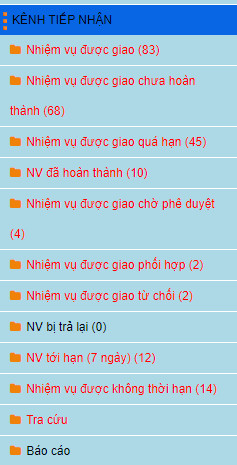 KÊNH TIẾP NHẬN
Nhiệm vụ được giao (83)
Nhiệm vụ được giao chưa hoàn
thành (68)
Nhiệm vụ được giao quá hạn (45)
NV đã hoàn thành (10)
Nhiệm vụ được giao chờ phê duyệt
(4)
Nhiệm vụ được giao phối hợp (2)
Nhiệm vụ được giao từ chối (2)
NV bị trả lại (0)
NV tới hạn (7 ngày) (12)
Nhiệm vụ được không thời hạn (14)
Tra cứu
Báo cáo